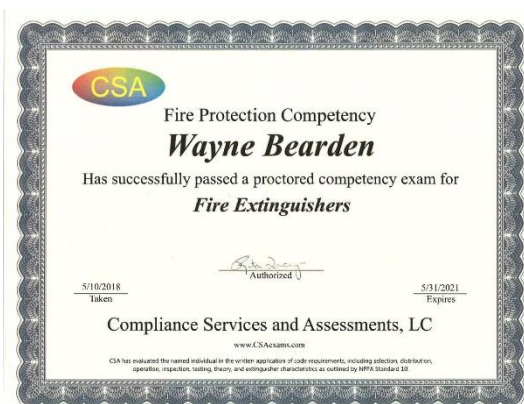 CSA
Fire Protection Competency
Wayne Bearden
Has successfully passed a proctored competency exam for
Fire Extinguishers
Authorized
5/10/2018
Taken
5/31/2021
Expires
Compliance Services and Assessments, LC
www.CSAexams.com
CSA has evaluated the named individual in the written application of code requirements, including selection, distribution,
operation, inspection, testing, theory, and extinguisher characteristics as outlined by NFPA Standard 10.